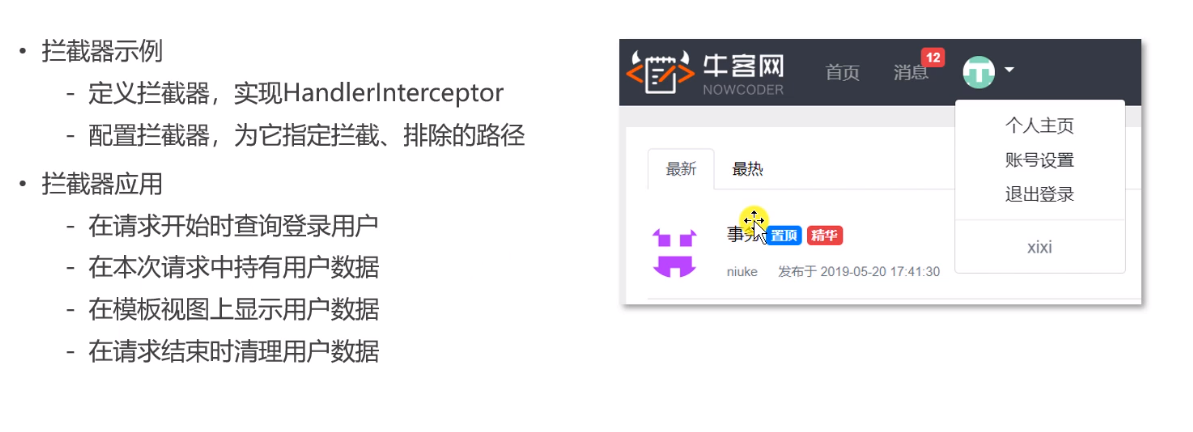 • 拦截器示例
- 定义拦截器，实现HandlerInterceptor
- 配置拦截器，为它指定拦截、排除的路径
• 拦截器应用
- 在请求开始时查询登录用户
- 在本次请求中持有用户数据
- 在模板视图上显示用户数据
- 在请求结束时清理用户数据
牛客网
NOWCODER
首页 消息 12
个人主页
账号设置
退出登录
xixi
最新 最热
事务 置顶 精华
niuke 发布于 2019-05-20 17:41:30